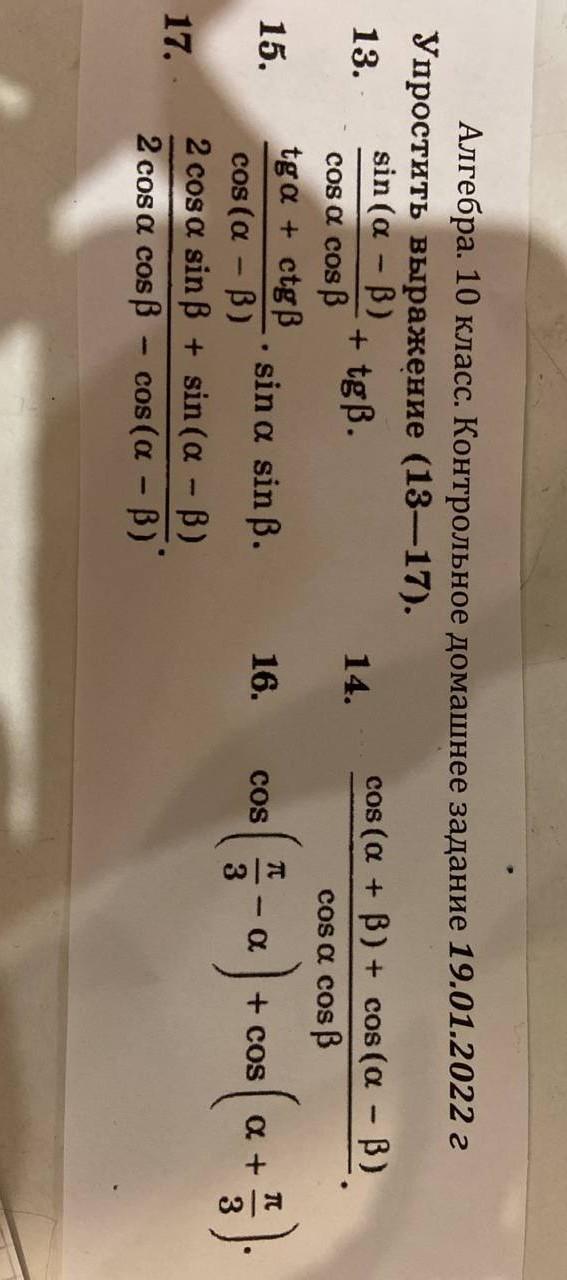 Алгебра. 10 класс. Контрольное домашнее задание 19.01.2022 г
Упростить выражение (13—17).
13. sin (α − β) / cos α cos β + tg β.
14. cos (α + β) + cos (α − β) / cos α cos β.
15. tg α + ctg β / cos (α − β) · sin α sin β.
16. cos (π/3 − α) + cos (α + π/3).
17. 2 cos α sin β + sin (α − β) / 2 cos α cos β − cos (α − β).